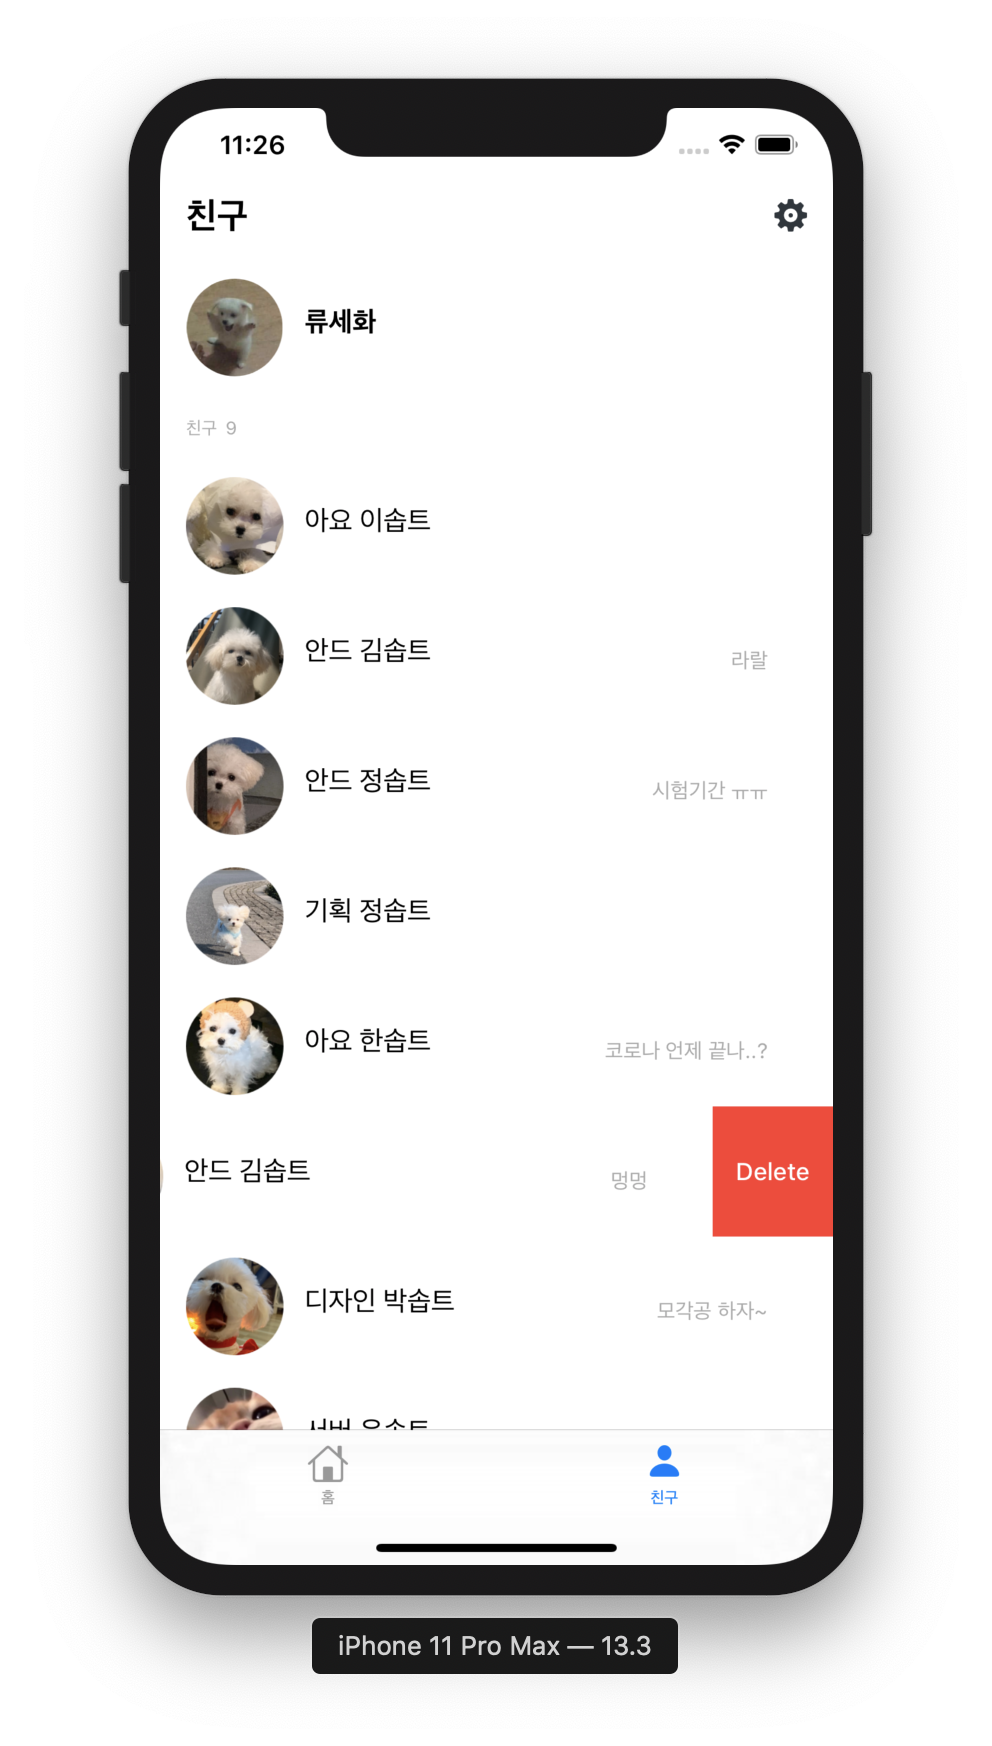 11:26
친구
류세화
친구 9
아요 이솝트
안드 김솝트
라랄
안드 정솝트
시험기간 ㅠㅠ
기획 정솝트
아요 한솝트
코로나 언제 끝나..?
안드 김솝트
멍멍
Delete
디자인 박솝트
모각공 하자~
서버
홈
친구
iPhone 11 Pro Max — 13.3